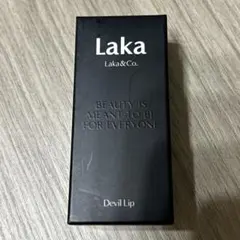 Laka
Laka&Co.
BEAUTY IS
MEANT TO BE
FOR EVERYONE
Devil Lip